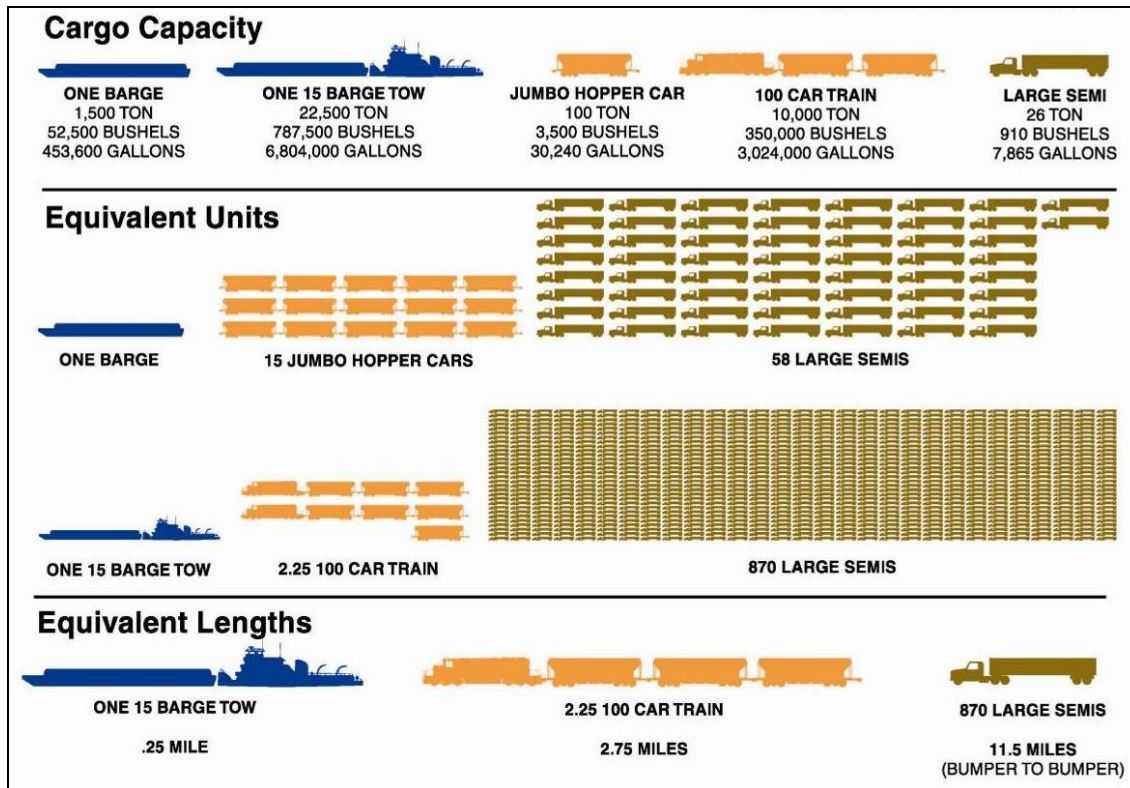 Cargo Capacity
ONE BARGE
1,500 TON
52,500 BUSHELS
453,600 GALLONS
ONE 15 BARGE TOW
22,500 TON
787,500 BUSHELS
6,804,000 GALLONS
JUMBO HOPPER CAR
100 TON
3,500 BUSHELS
30,240 GALLONS
100 CAR TRAIN
10,000 TON
350,000 BUSHELS
3,024,000 GALLONS
LARGE SEMI
26 TON
910 BUSHELS
7,865 GALLONS
Equivalent Units
ONE BARGE
15 JUMBO HOPPER CARS
58 LARGE SEMIS
ONE 15 BARGE TOW
2.25 100 CAR TRAIN
870 LARGE SEMIS
Equivalent Lengths
ONE 15 BARGE TOW
.25 MILE
2.25 100 CAR TRAIN
2.75 MILES
870 LARGE SEMIS
11.5 MILES
(BUMPER TO BUMPER)